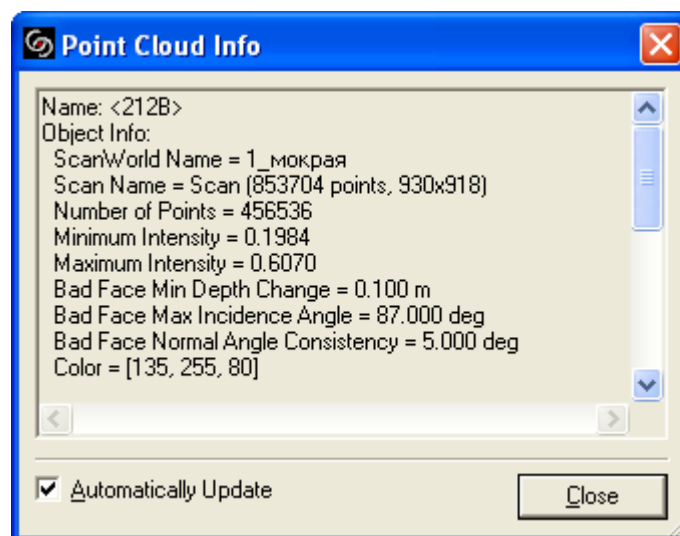 Point Cloud Info
Name: <212B>
Object Info:
ScanWorld Name = 1_мокрая
Scan Name = Scan (853704 points, 930x918)
Number of Points = 456536
Minimum Intensity = 0.1984
Maximum Intensity = 0.6070
Bad Face Min Depth Change = 0.100 m
Bad Face Max Incidence Angle = 87.000 deg
Bad Face Normal Angle Consistency = 5.000 deg
Color = [135, 255, 80]
Automatically Update
Close